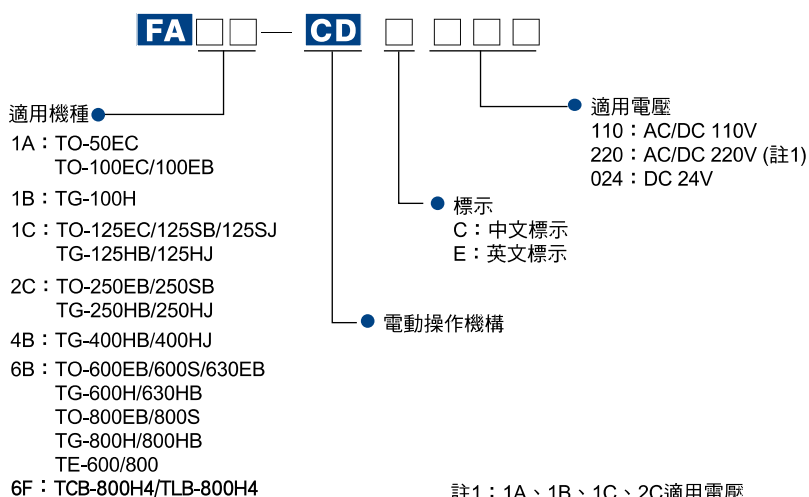 FA□□—CD □ □□□
適用機種
1A：TO-50EC
TO-100EC/100EB
1B：TG-100H
1C：TO-125EC/125SB/125SJ
TG-125HB/125HJ
2C：TO-250EB/250SB
TG-250HB/250HJ
4B：TG-400HB/400HJ
6B：TO-600EB/600S/630EB
TG-600H/630HB
TO-800EB/800S
TG-800H/800HB
TE-600/800
6F：TCB-800H4/TLB-800H4
電動操作機構
標示
C：中文標示
E：英文標示
適用電壓
110：AC/DC 110V
220：AC/DC 220V (註1)
024：DC 24V
註1：1A、1B、1C、2C適用電壓